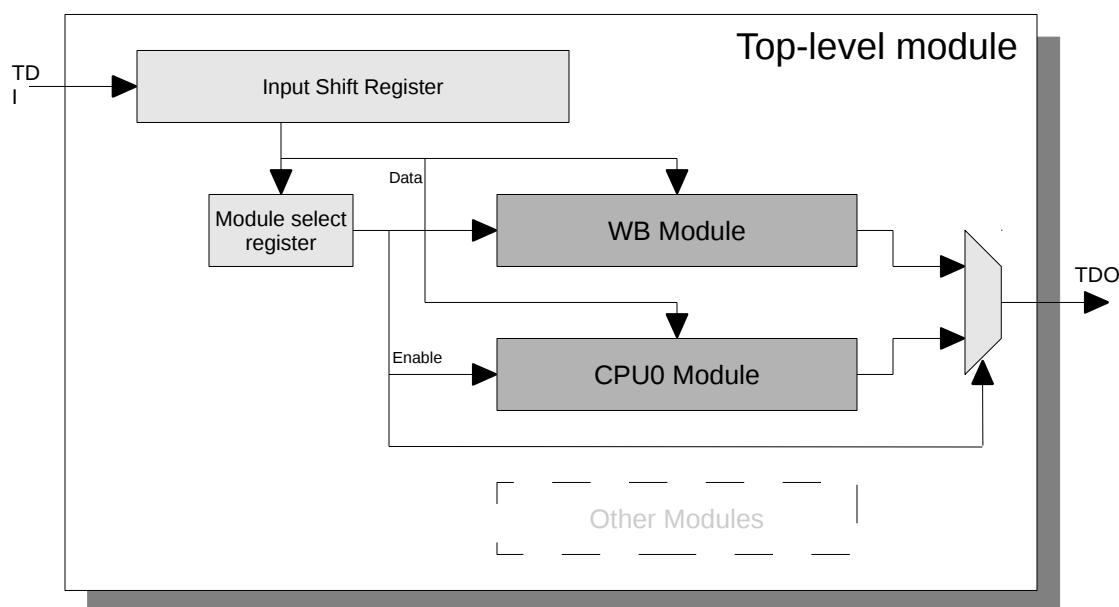 Top-level module
TD
I
Input Shift Register
Data
Module select
register
WB Module
TDO
Enable
CPU0 Module
Other Modules